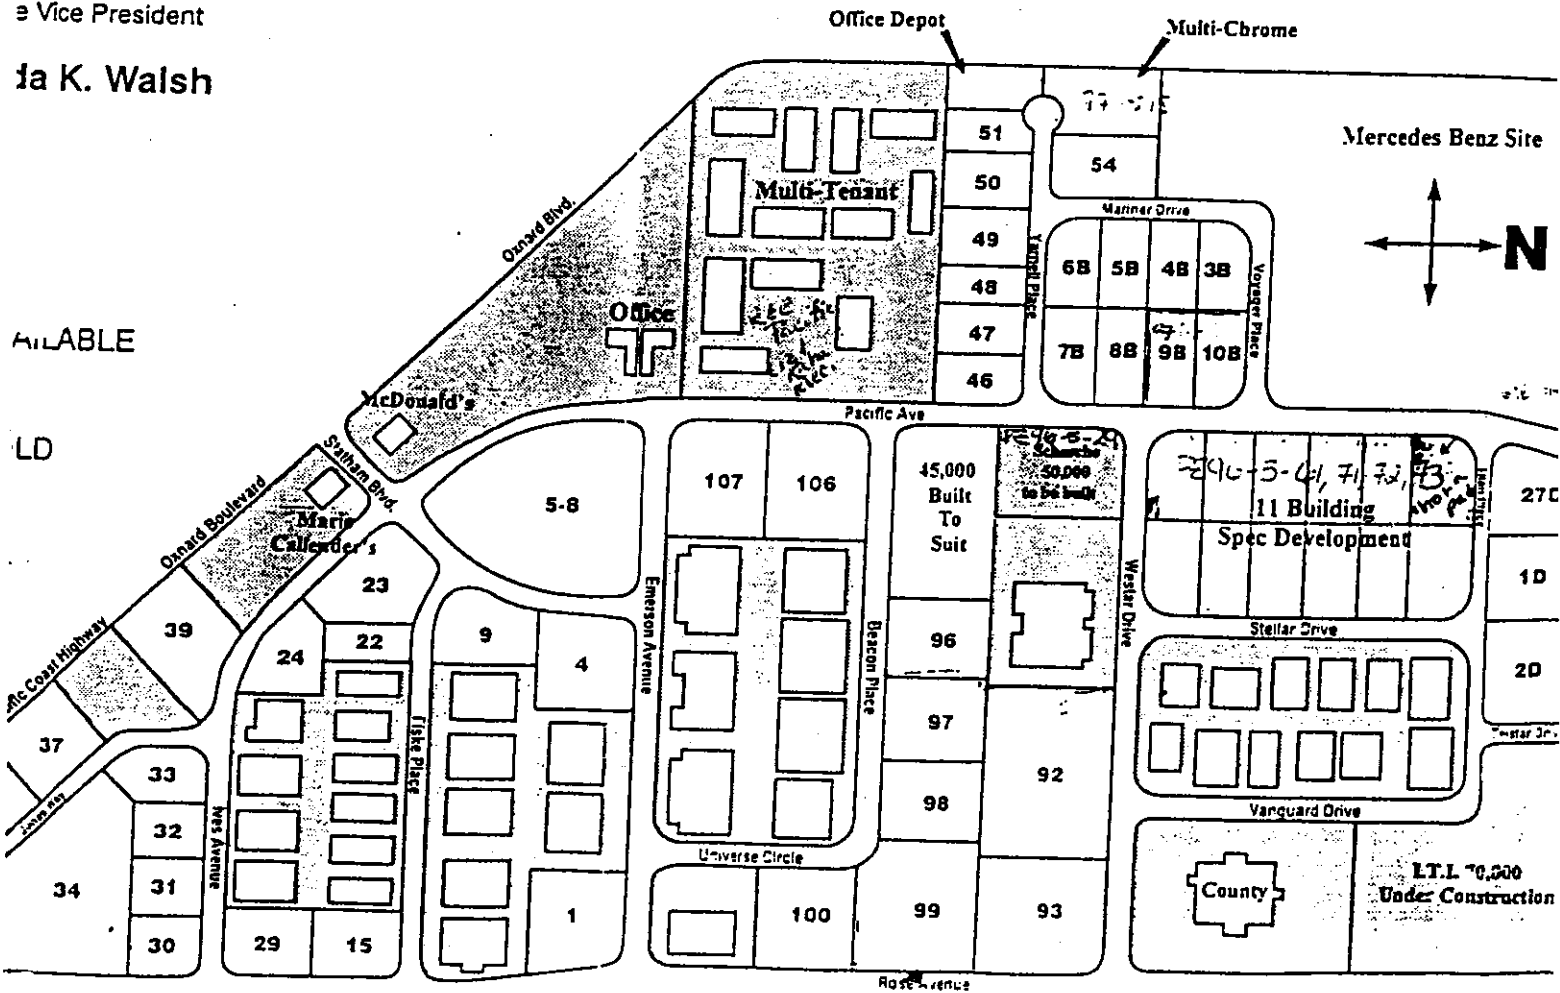 Vice President
K. Walsh
Office Depot
Multi-Chrome
Mercedes Benz Site
N
51
50
49
48
47
46
54
Mariner Drive
Yarnell Place
Voyager Place
6B 5B 4B 3B
7B 8B 9B 10B
Multi-Tenant
Office
Oxnard Blvd.
McDonald's
Statham Blvd.
Pacific Ave
LD
Oxnard Boulevard
Marie
Callender's
Coast Highway
39
37
5-8
107
106
45,000
Built
To
Suit
50,000
to be built
11 Building
Spec Development
1D
2D
Westar Drive
Stellar Drive
Vanguard Drive
23
22
24
9
4
Emerson Avenue
Beacon Place
96
97
98
92
Fiske Place
Ives Avenue
33
32
31
30
34
29
15
1
Universe Circle
100
99
93
County
Under Construction
Rose Avenue